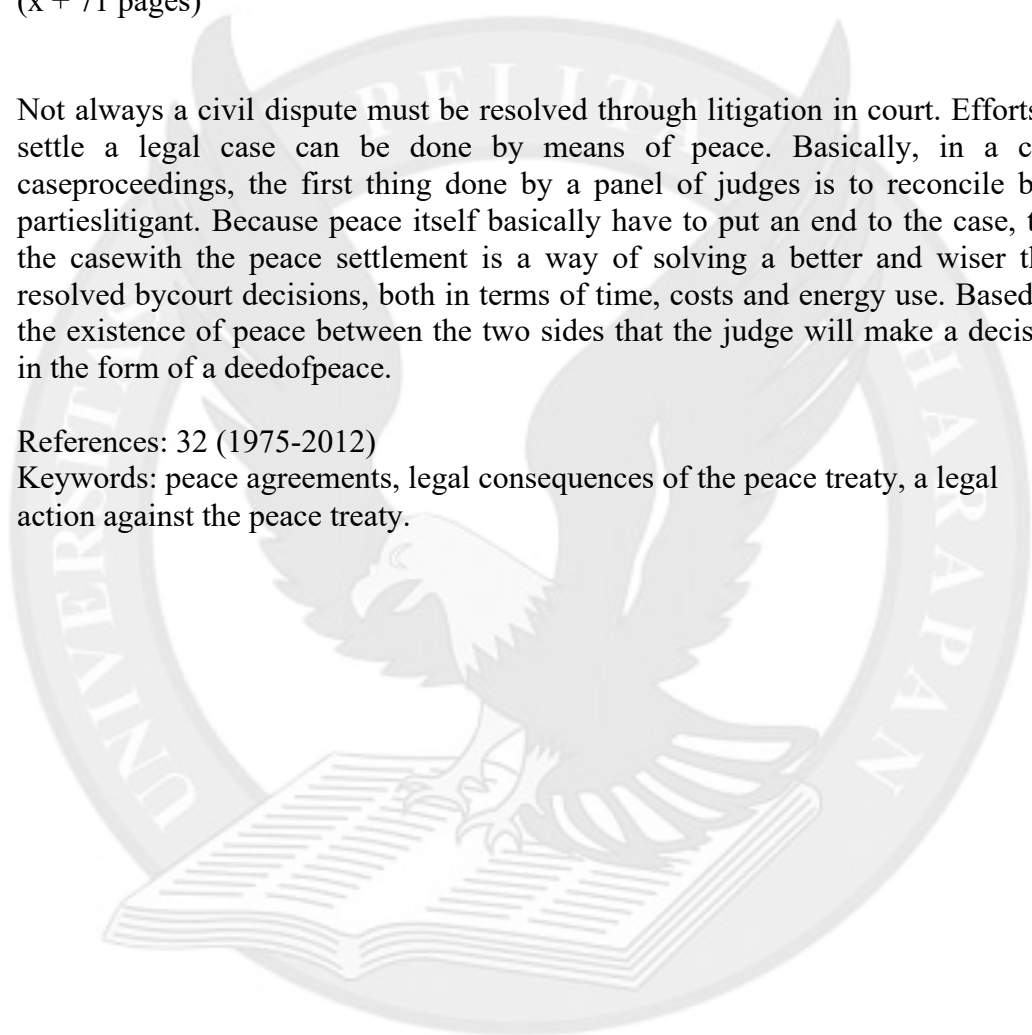 (x + 71 pages)
Not always a civil dispute must be resolved through litigation in court. Efforts
settle a legal case can be done by means of peace. Basically, in a
caseproceedings, the first thing done by a panel of judges is to reconcile
partieslitigant. Because peace itself basically have to put an end to the case,
the casewith the peace settlement is a way of solving a better and wiser
resolved bycourt decisions, both in terms of time, costs and energy use. Based
the existence of peace between the two sides that the judge will make a
in the form of a deedofpeace.
References: 32 (1975-2012)
Keywords: peace agreements, legal consequences of the peace treaty, a legal
action against the peace treaty.
UNIVERSITAS
PELITA
HARAPAN